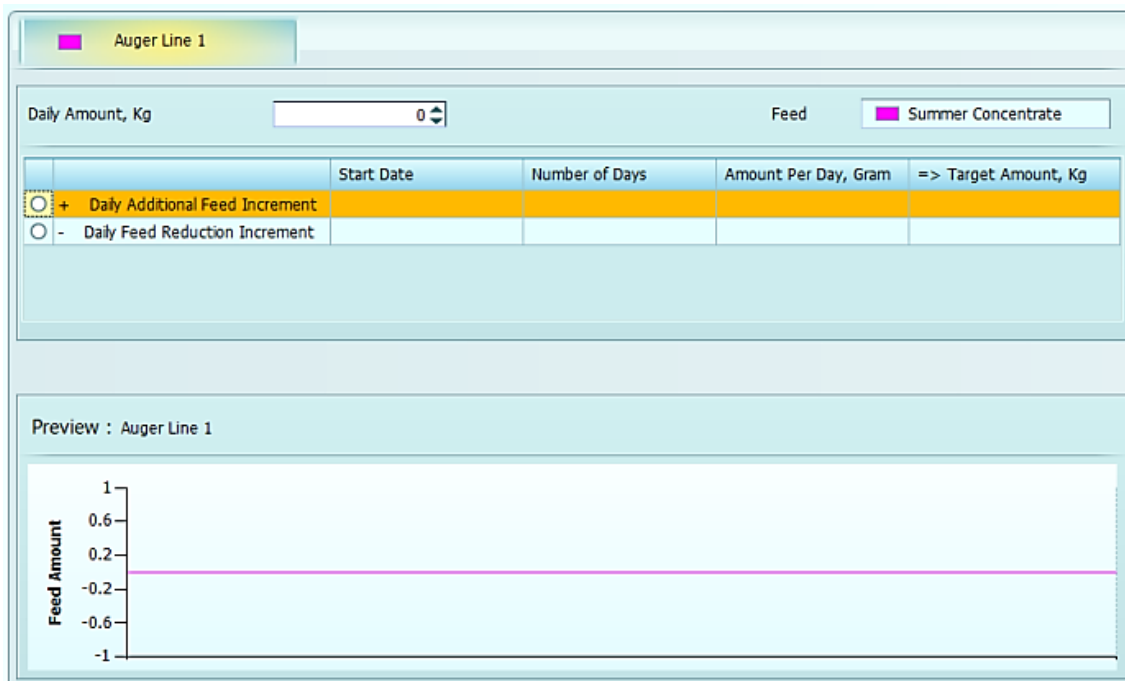 Auger Line 1
Daily Amount, Kg 0 Feed Summer Concentrate
Start Date Number of Days Amount Per Day, Gram => Target Amount, Kg
+ Daily Additional Feed Increment
- Daily Feed Reduction Increment
Preview : Auger Line 1
Feed Amount
1
0.6
0.2
-0.2
-0.6
-1